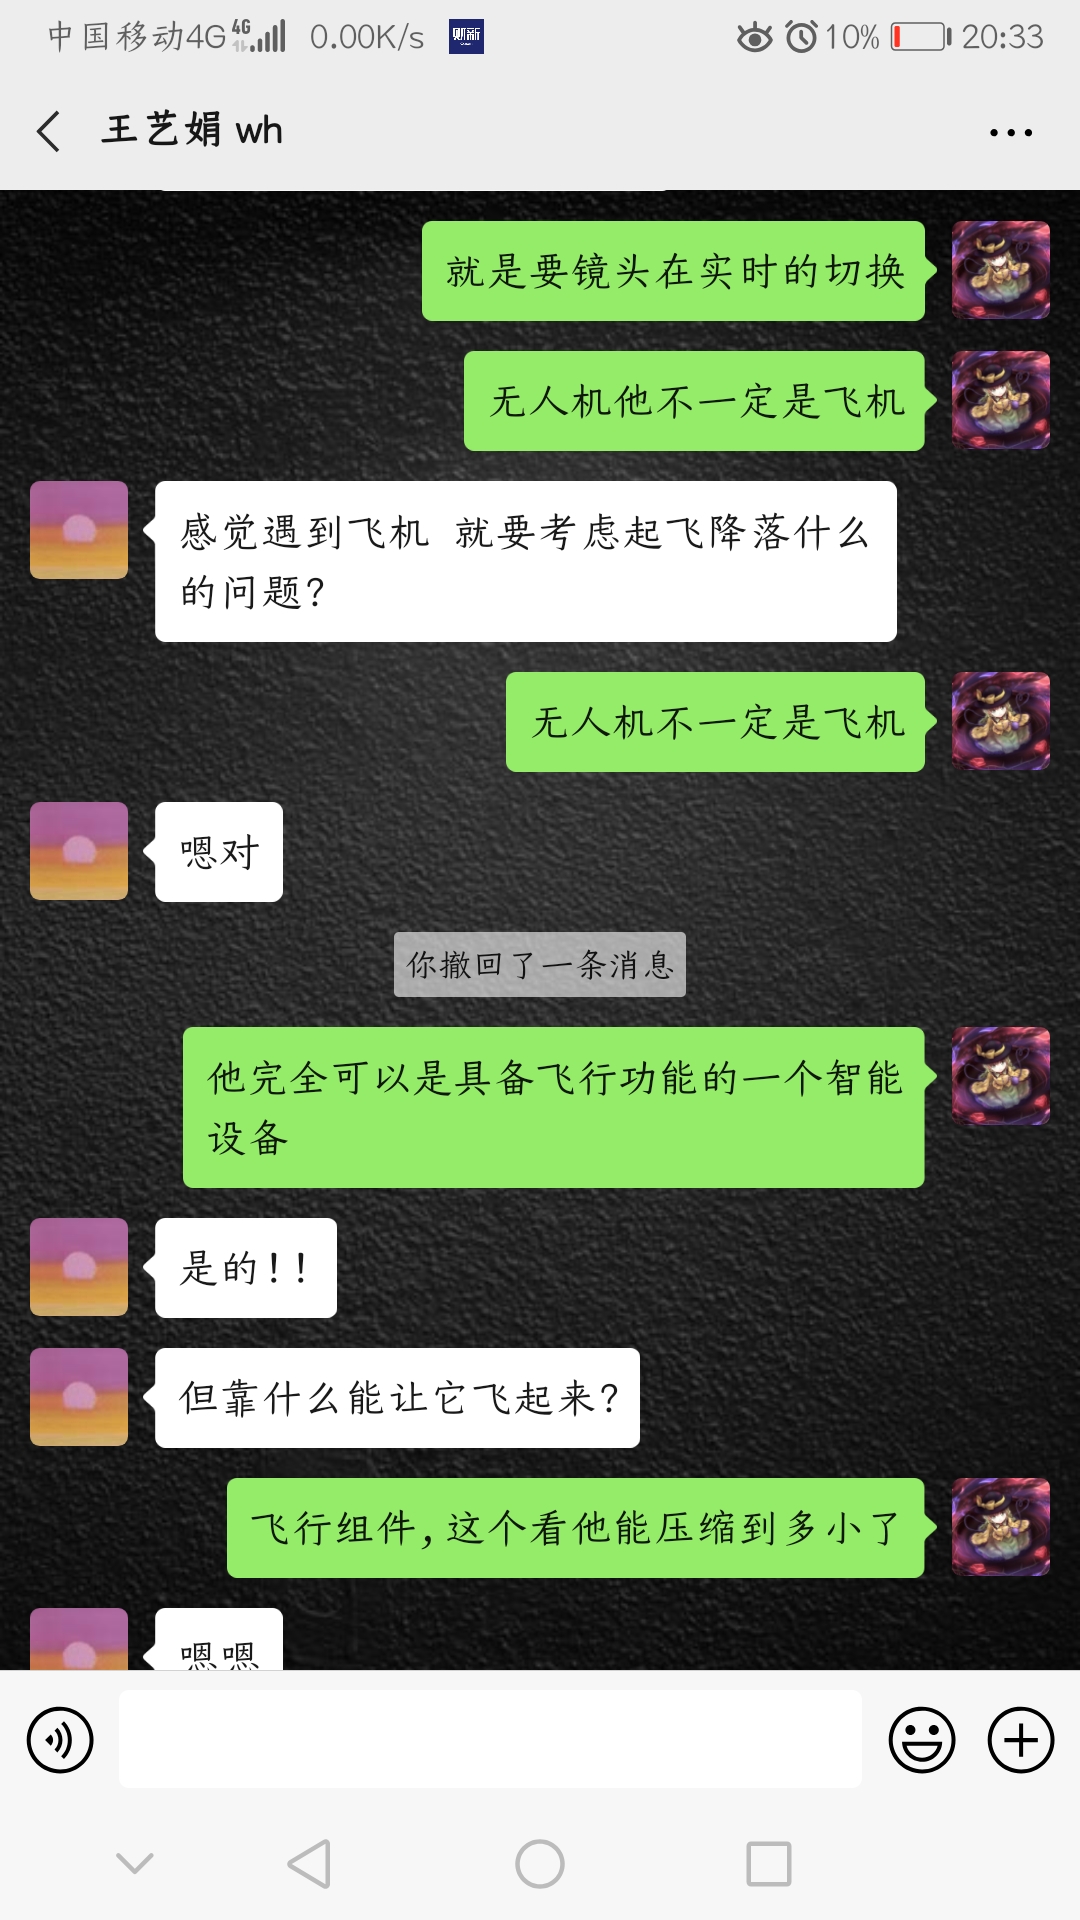 中国移动4G 4G 0.00K/s 财新 10% 20:33
王艺娟 wh
就是要镜头在实时的切换
无人机他不一定是飞机
感觉遇到飞机 就要考虑起飞降落什么
的问题?
无人机不一定是飞机
嗯对
你撤回了一条消息
他完全可以是具备飞行功能的一个智能
设备
是的!!
但靠什么能让它飞起来?
飞行组件,这个看他能压缩到多小了
嗯嗯